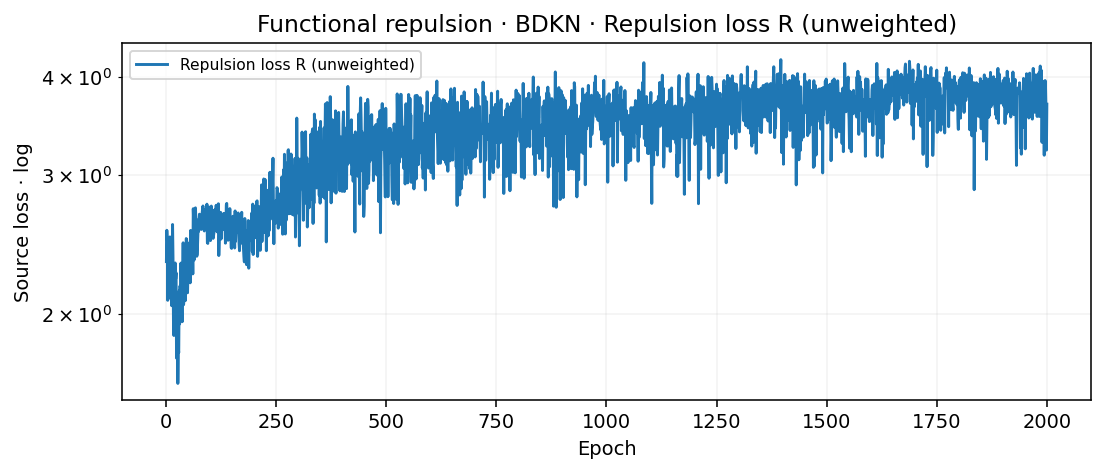 Functional repulsion · BDKN · Repulsion loss R (unweighted)
Repulsion loss R (unweighted)
Source loss · log
4 × 10⁰
3 × 10⁰
2 × 10⁰
0 250 500 750 1000 1250 1500 1750 2000
Epoch